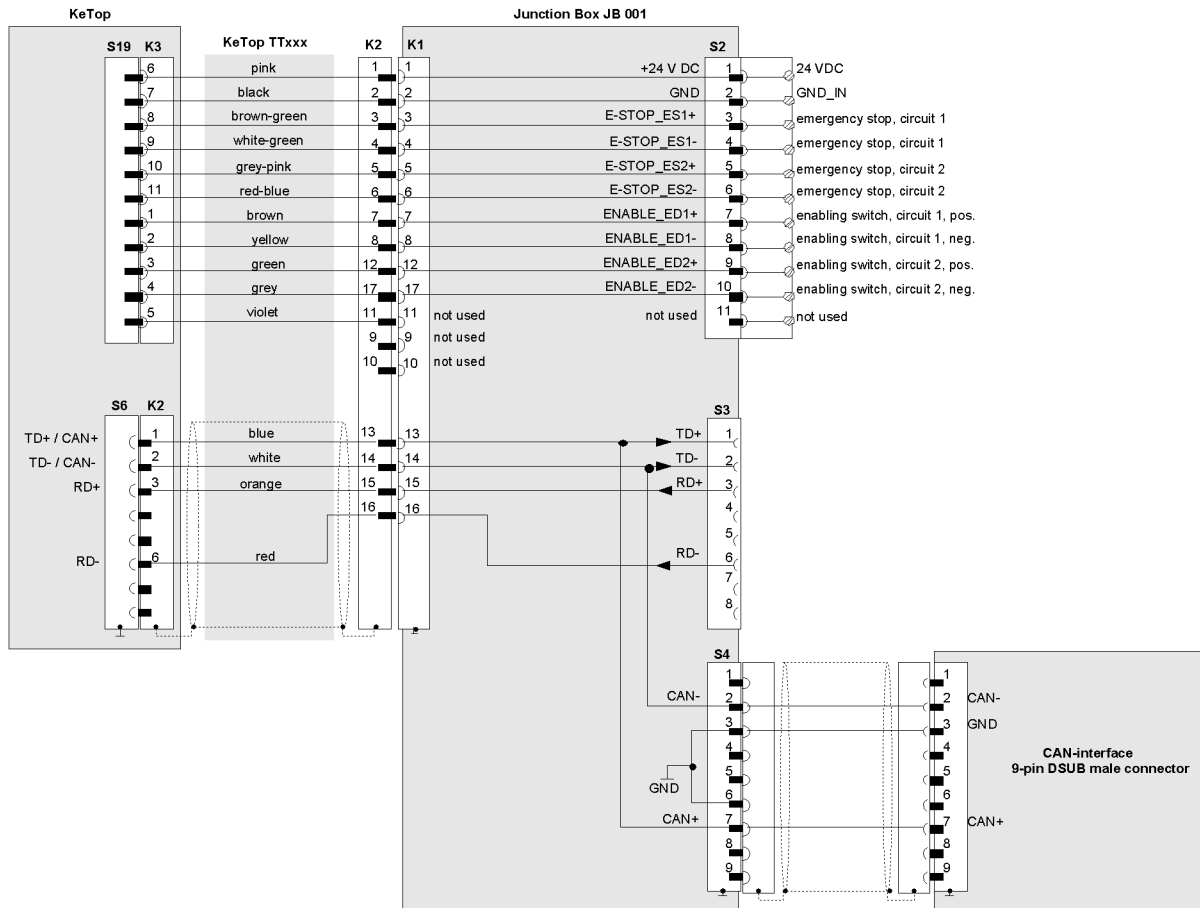 KeTop
Junction Box JB 001
S19 K3
KeTop TTxxx
K2 K1
S2
6 pink 1 1 +24 V DC 1 24 VDC
7 black 2 2 GND 2 GND_IN
8 brown-green 3 3 E-STOP_ES1+ 3 emergency stop, circuit 1
9 white-green 4 4 E-STOP_ES1- 4 emergency stop, circuit 1
10 grey-pink 5 5 E-STOP_ES2+ 5 emergency stop, circuit 2
11 red-blue 6 6 E-STOP_ES2- 6 emergency stop, circuit 2
1 brown 7 7 ENABLE_ED1+ 7 enabling switch, circuit 1, pos.
2 yellow 8 8 ENABLE_ED1- 8 enabling switch, circuit 1, neg.
3 green 12 12 ENABLE_ED2+ 9 enabling switch, circuit 2, pos.
4 grey 17 17 ENABLE_ED2- 10 enabling switch, circuit 2, neg.
5 violet 11 11 not used not used 11 not used
9 9 not used
10 10 not used
S6 K2
S3
TD+ / CAN+ 1 blue 13 13 TD+ 1
TD- / CAN- 2 white 14 14 TD- 2
RD+ 3 orange 15 15 RD+ 3
16 16 4
5
RD- 6 red RD- 6
7
8
S4
1 1
CAN- 2 2 CAN-
3 3 GND
4 4
CAN-interface
9-pin DSUB male connector
5 5
GND
6 6
CAN+ 7 7 CAN+
8 8
9 9